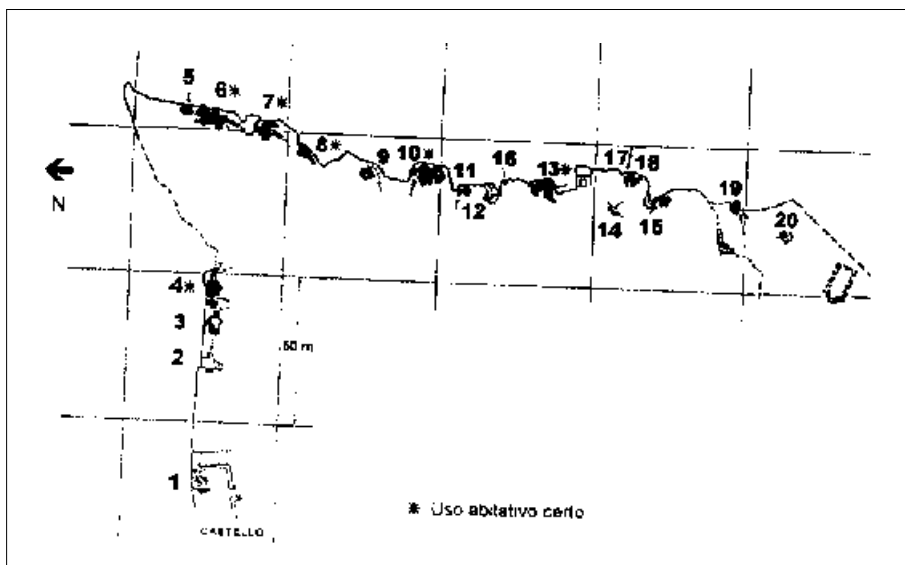 5 6* 7*
8* 9 10* 11 16 13* 17 18
N 12 14 15 19 20
4*
3
2 50 m
1
* Uso abitativo certo
CASTELLO